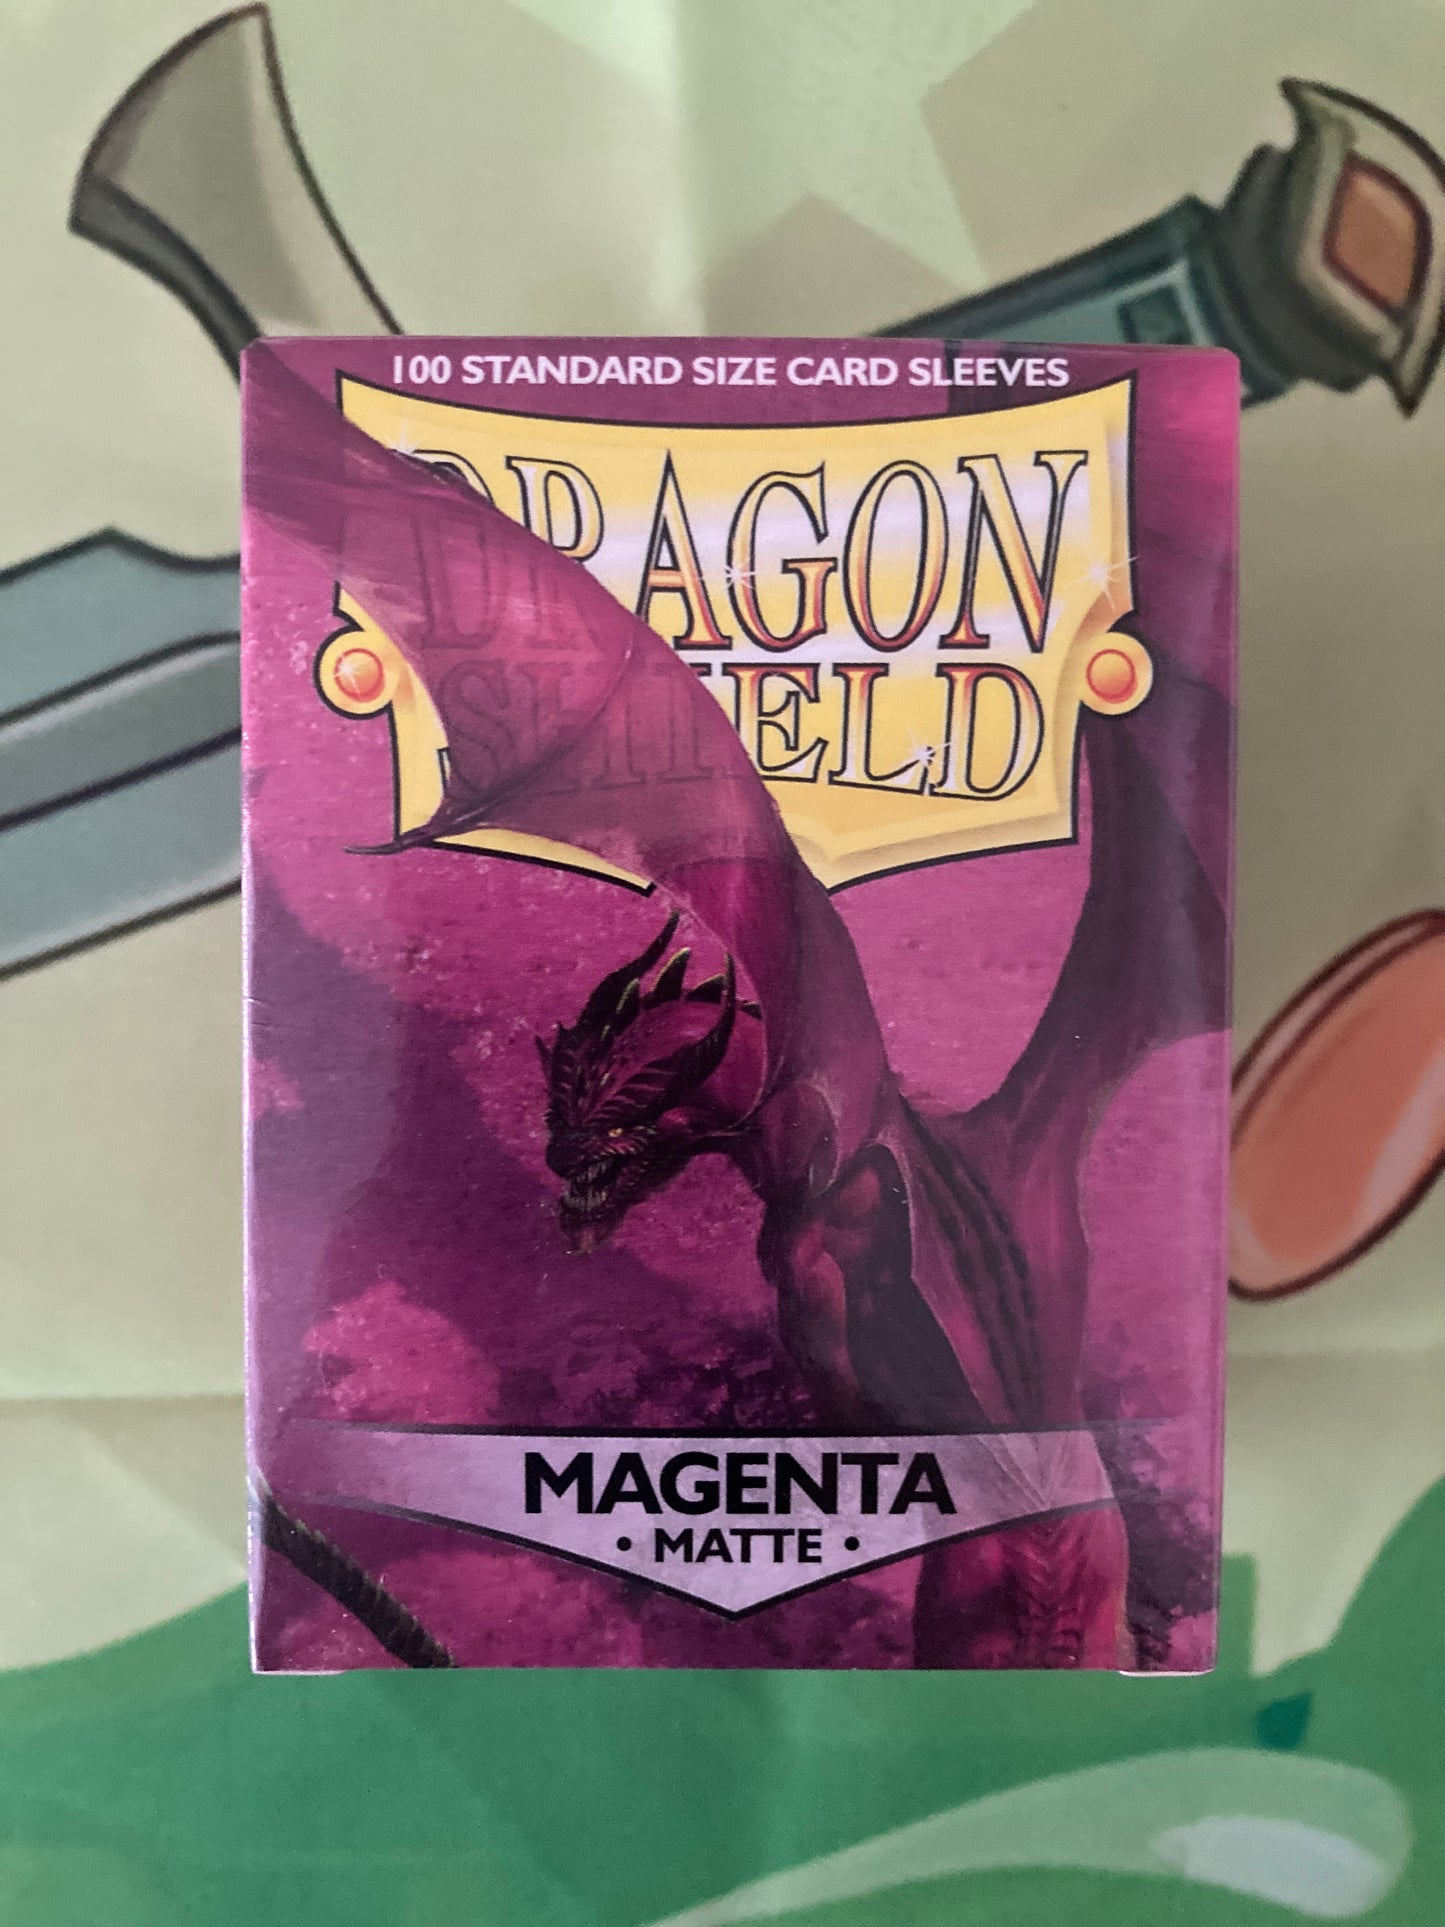 100 STANDARD SIZE CARD SLEEVES
DRAGON
SHIELD
MAGENTA
• MATTE •